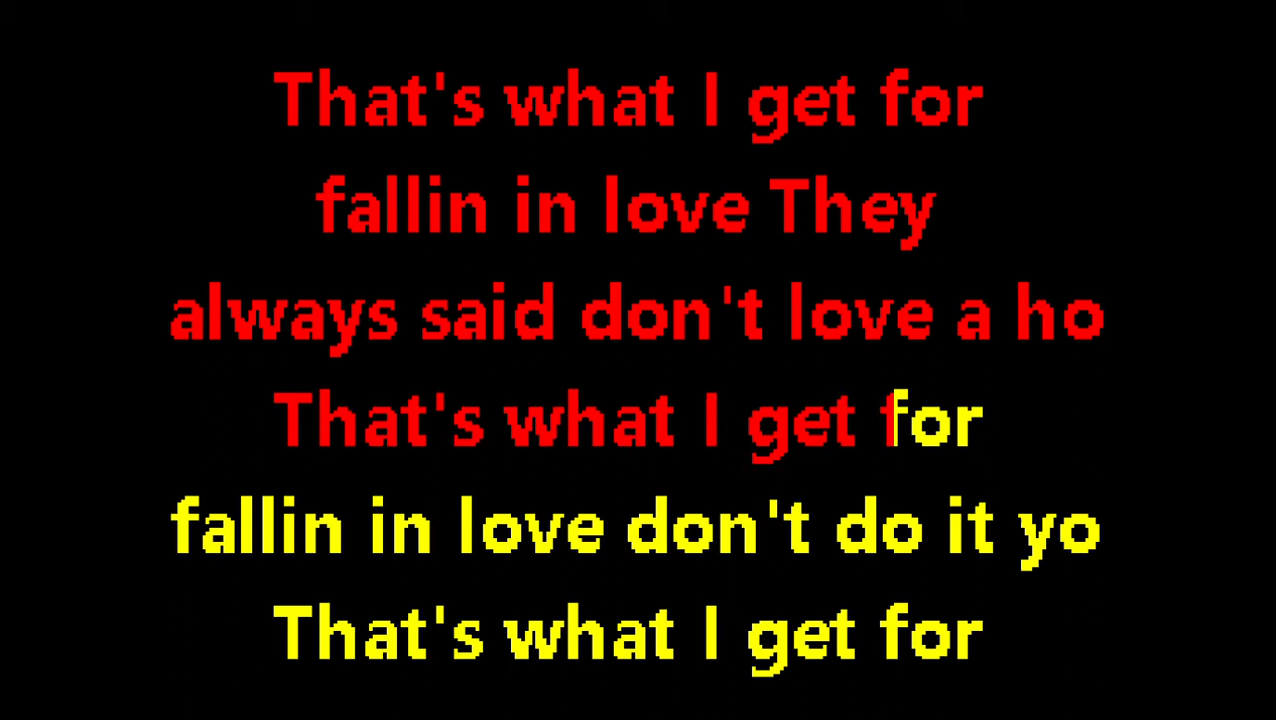 That's what I get for
fallin in love They
always said don't love a ho
That's what I get for
fallin in love don't do it yo
That's what I get for